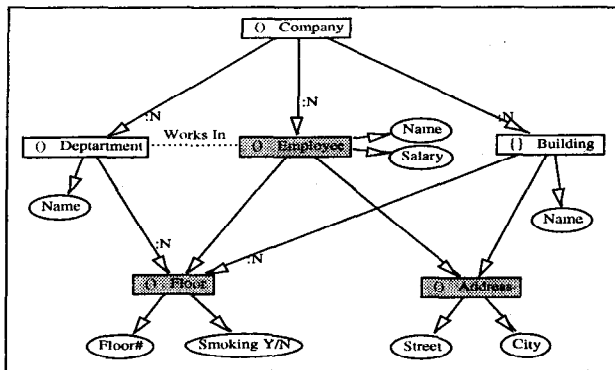 () Company
:N
:N
:N
() Deptartment
Works In
() Employee
Name
Salary
{} Building
Name
Name
:N
:N
() Floor
() Address
Floor#
Smoking Y/N
Street
City